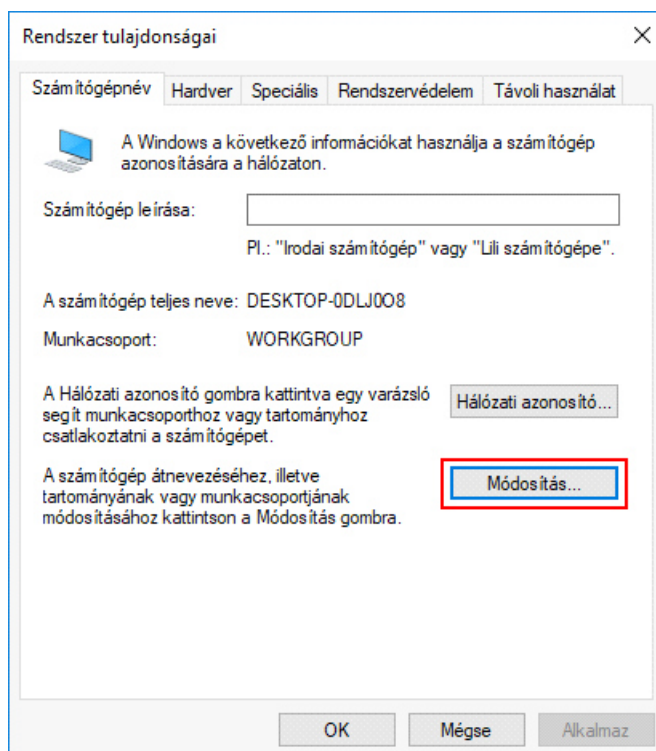 Rendszer tulajdonságai
Számítógépnév Hardver Speciális Rendszervédelem Távoli használat
A Windows a következő információkat használja a számítógép
azonosítására a hálózaton.
Számítógép leírása:
Pl.: "Irodai számítógép" vagy "Lili számítógépe".
A számítógép teljes neve: DESKTOP-0DLJ0O8
Munkacsoport: WORKGROUP
A Hálózati azonosító gombra kattintva egy varázsló
segít munkacsoporthoz vagy tartományhoz
csatlakoztatni a számítógépet.
Hálózati azonosító...
A számítógép átnevezéséhez, illetve
tartományának vagy munkacsoportjának
módosításához kattintson a Módosítás gombra.
Módosítás...
OK Mégse Alkalmaz